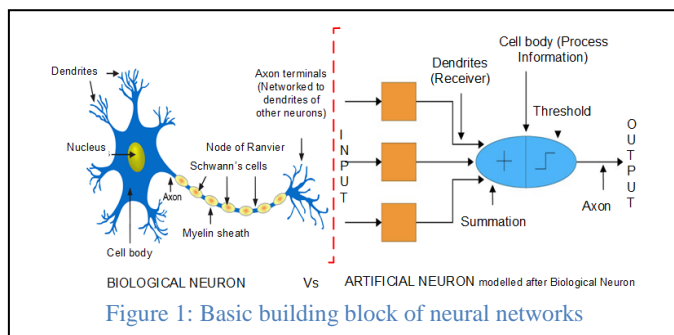 Dendrites
Nucleus
Cell body
Axon
Myelin sheath
Schwann's cells
Node of Ranvier
Axon terminals
(Networked to
dendrites of
other neurons)
INPUT
Dendrites
(Receiver)
Cell body (Process
Information)
Threshold
Summation
Axon
OUTPUT
BIOLOGICAL NEURON Vs ARTIFICIAL NEURON modelled after Biological Neuron
Figure 1: Basic building block of neural networks